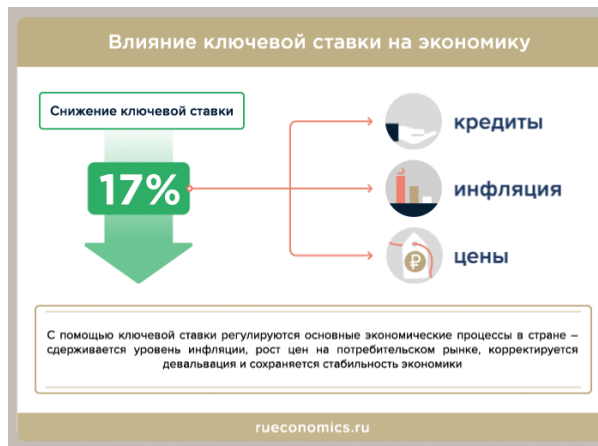 Влияние ключевой ставки на экономику
Снижение ключевой ставки
17%
кредиты
инфляция
цены
₽
С помощью ключевой ставки регулируются основные экономические процессы в стране –
сдерживается уровень инфляции, рост цен на потребительском рынке, корректируется
девальвация и сохраняется стабильность экономики
rueconomics.ru